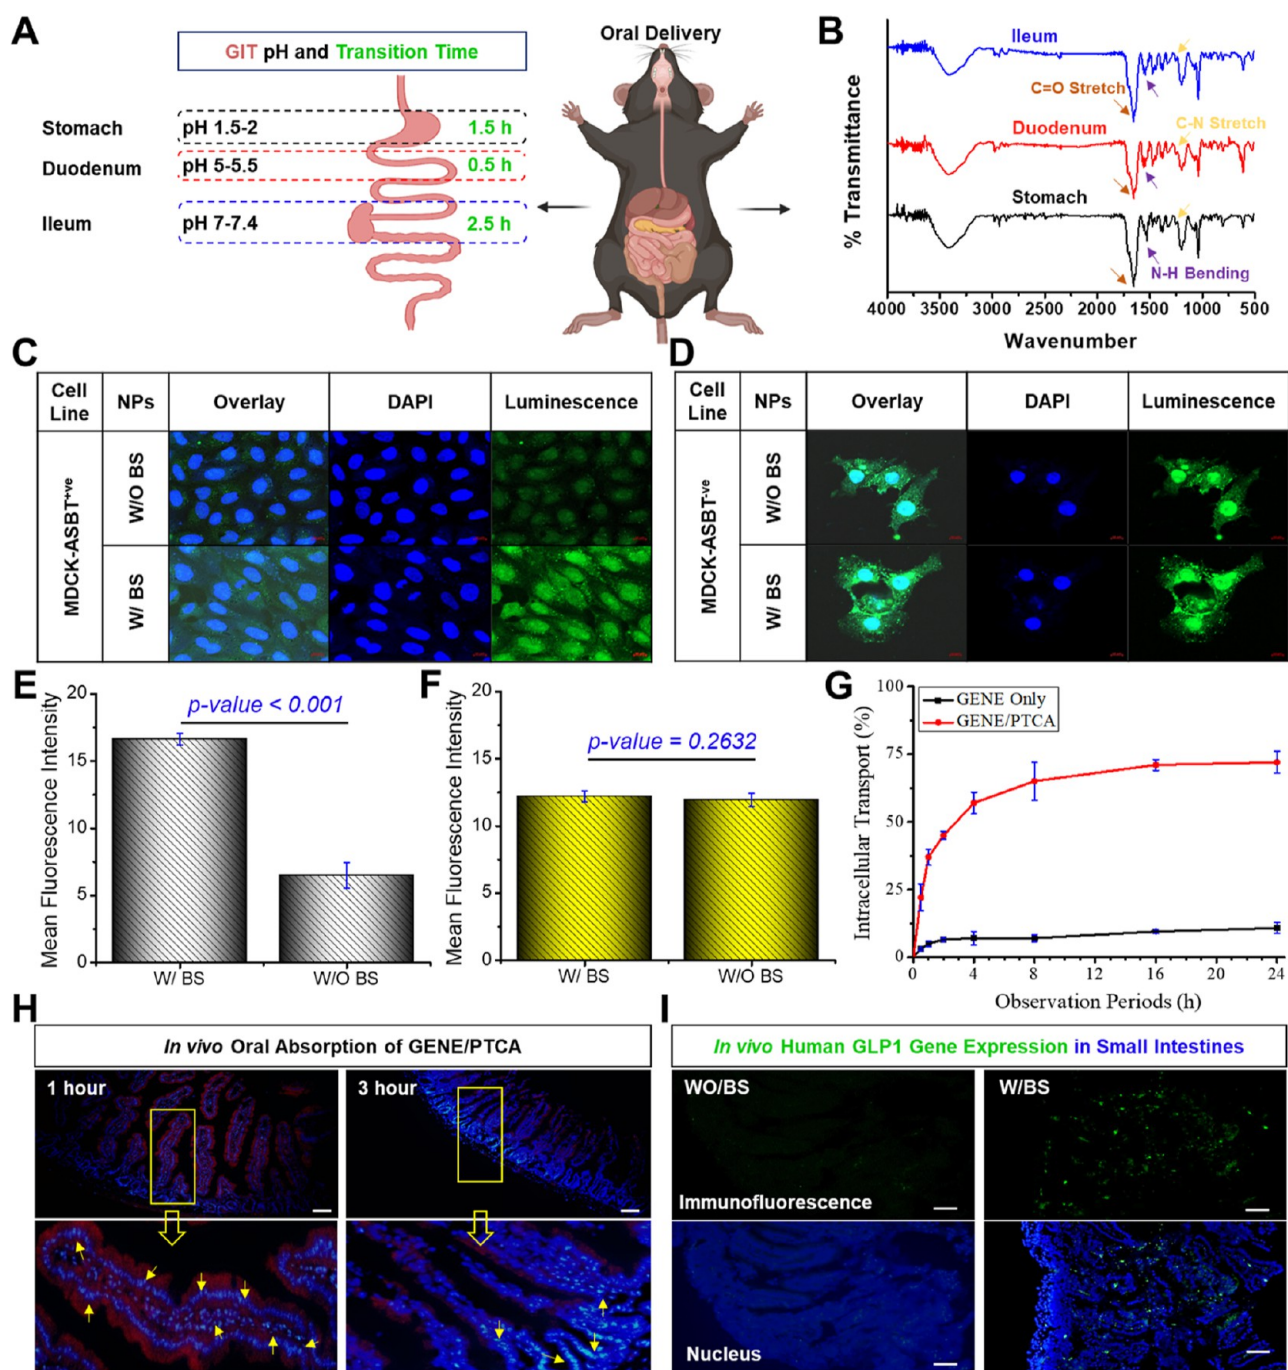 A
GIT pH and Transition Time
Stomach
pH 1.5-2
1.5 h
Duodenum
pH 5-5.5
0.5 h
Ileum
pH 7-7.4
2.5 h
Oral Delivery
B
% Transmittance
Ileum
C=O Stretch
Duodenum
C-N Stretch
Stomach
N-H Bending
4000 3500 3000 2500 2000 1500 1000 500
Wavenumber
C
Cell Line
NPs
Overlay
DAPI
Luminescence
MDCK-ASBT+ve
W/O BS
W/ BS
D
Cell Line
NPs
Overlay
DAPI
Luminescence
MDCK-ASBT-ve
W/O BS
W/ BS
E
Mean Fluorescence Intensity
20
15
10
5
0
p-value < 0.001
W/ BS
W/O BS
F
Mean Fluorescence Intensity
20
15
10
5
0
p-value = 0.2632
W/ BS
W/O BS
G
Intracellular Transport (%)
100
75
50
25
0
GENE Only
GENE/PTCA
0 4 8 12 16 20 24
Observation Periods (h)
H
In vivo Oral Absorption of GENE/PTCA
1 hour
3 hour
I
In vivo Human GLP1 Gene Expression in Small Intestines
WO/BS
W/BS
Immunofluorescence
Nucleus